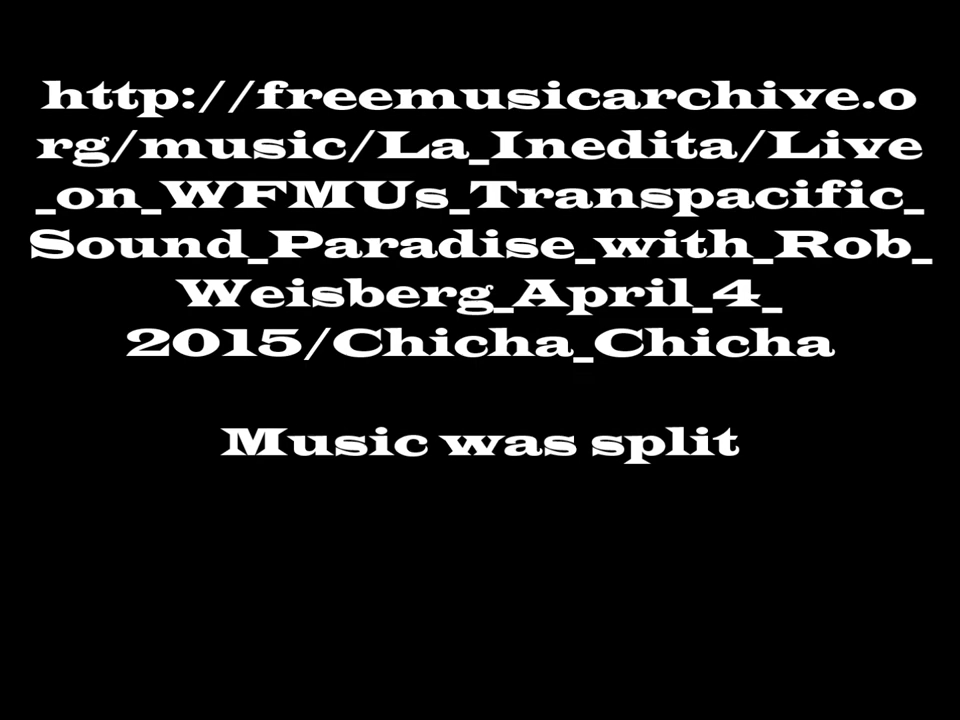 http://freemusicarchive.o
rg/music/La_Inedita/Live
_on_WFMUs_Transpacific_
Sound_Paradise_with_Rob_
Weisberg_April_4_
2015/Chicha_Chicha
Music was split